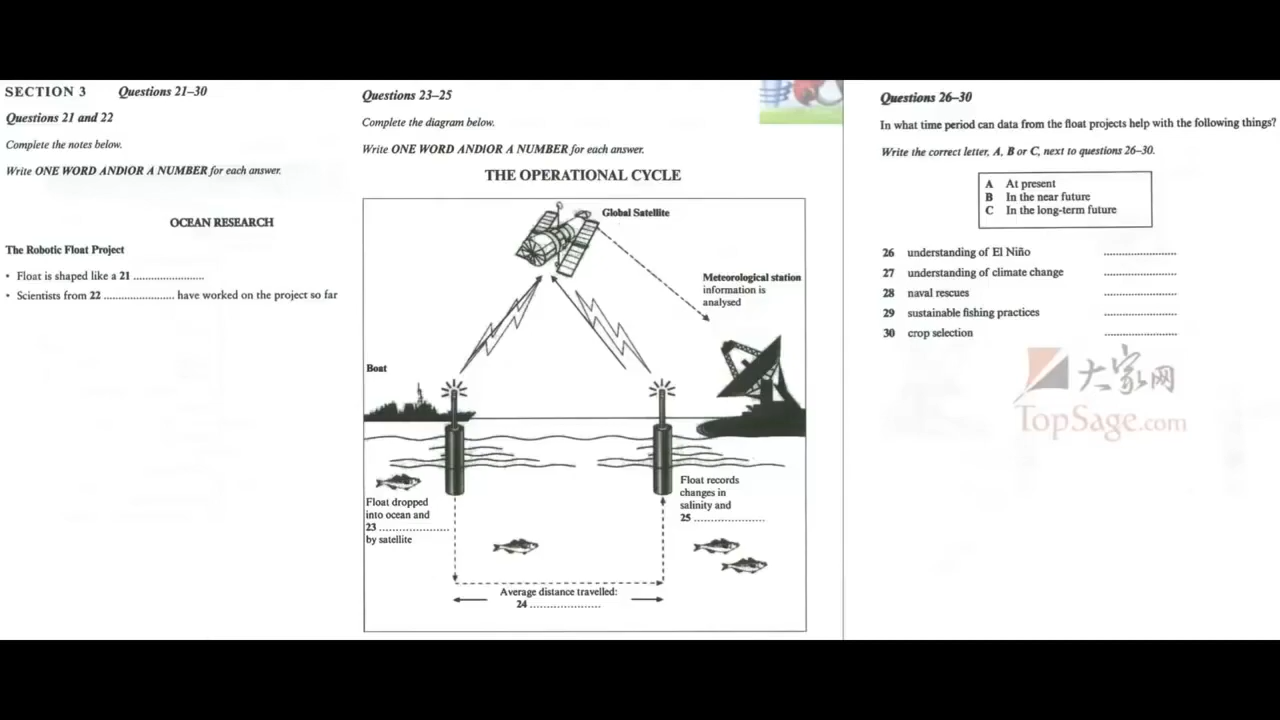 SECTION 3 Questions 21–30
Questions 21 and 22
Complete the notes below.
Write ONE WORD AND/OR A NUMBER for each answer.
OCEAN RESEARCH
The Robotic Float Project
• Float is shaped like a 21 ........................
• Scientists from 22 ........................ have worked on the project so far
Questions 23–25
Complete the diagram below.
Write ONE WORD AND/OR A NUMBER for each answer.
THE OPERATIONAL CYCLE
Global Satellite
Meteorological station
information is
analysed
Boat
Float dropped
into ocean and
23 ........................
by satellite
Float records
changes in
salinity and
25 ........................
Average distance travelled:
24 ........................
Questions 26–30
In what time period can data from the float projects help with the following things?
Write the correct letter, A, B or C, next to questions 26–30.
A At present
B In the near future
C In the long-term future
26 understanding of El Niño ........................
27 understanding of climate change ........................
28 naval rescues ........................
29 sustainable fishing practices ........................
30 crop selection ........................
大家网
TopSage.com